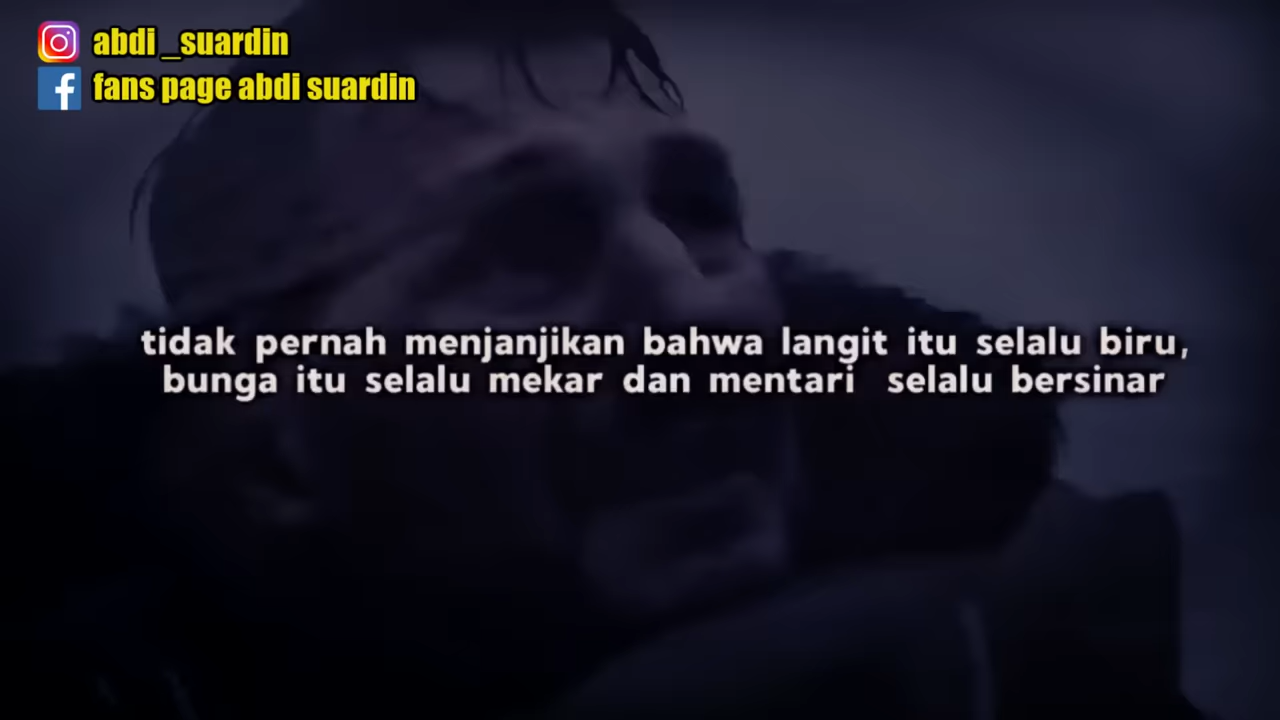 abdi _suardin
fans page abdi suardin
tidak pernah menjanjikan bahwa langit itu selalu biru,
bunga itu selalu mekar dan mentari selalu bersinar